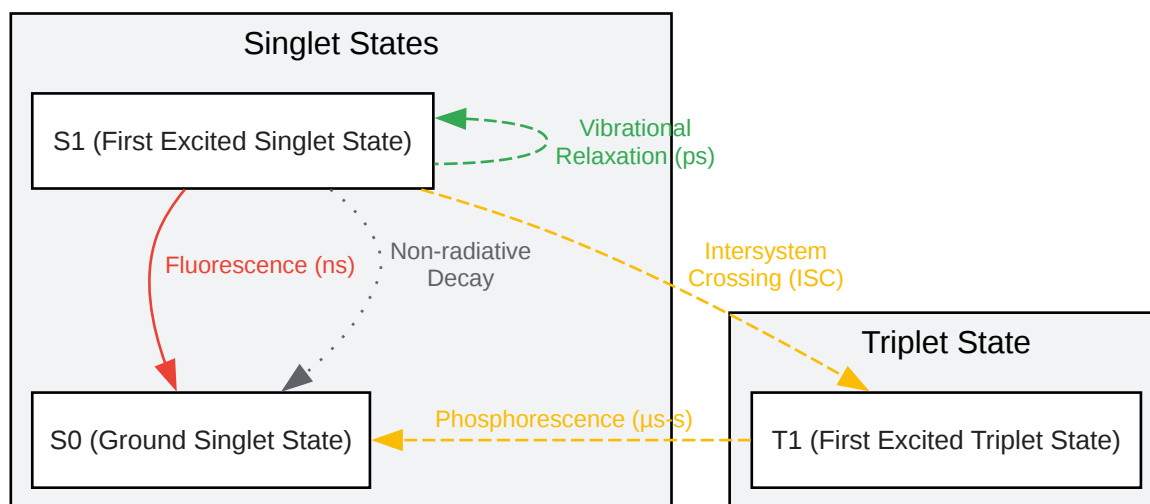 Singlet States
S1 (First Excited Singlet State)
Vibrational
Relaxation (ps)
Fluorescence (ns)
Non-radiative
Decay
Intersystem
Crossing (ISC)
Triplet State
S0 (Ground Singlet State)
Phosphorescence (µs-s)
T1 (First Excited Triplet State)